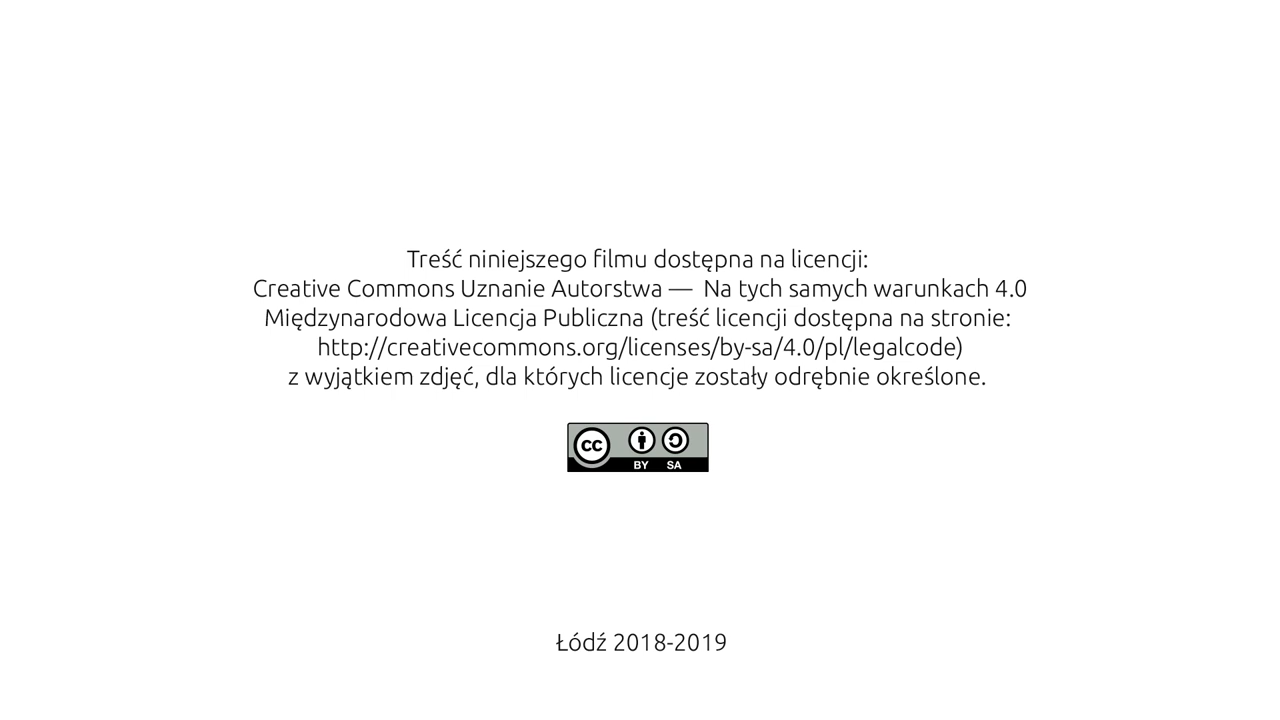 Treść niniejszego filmu dostępna na licencji:
Creative Commons Uznanie Autorstwa — Na tych samych warunkach 4.0
Międzynarodowa Licencja Publiczna (treść licencji dostępna na stronie:
http://creativecommons.org/licenses/by-sa/4.0/pl/legalcode)
z wyjątkiem zdjęć, dla których licencje zostały odrębnie określone.
cc
BY SA
Łódź 2018-2019